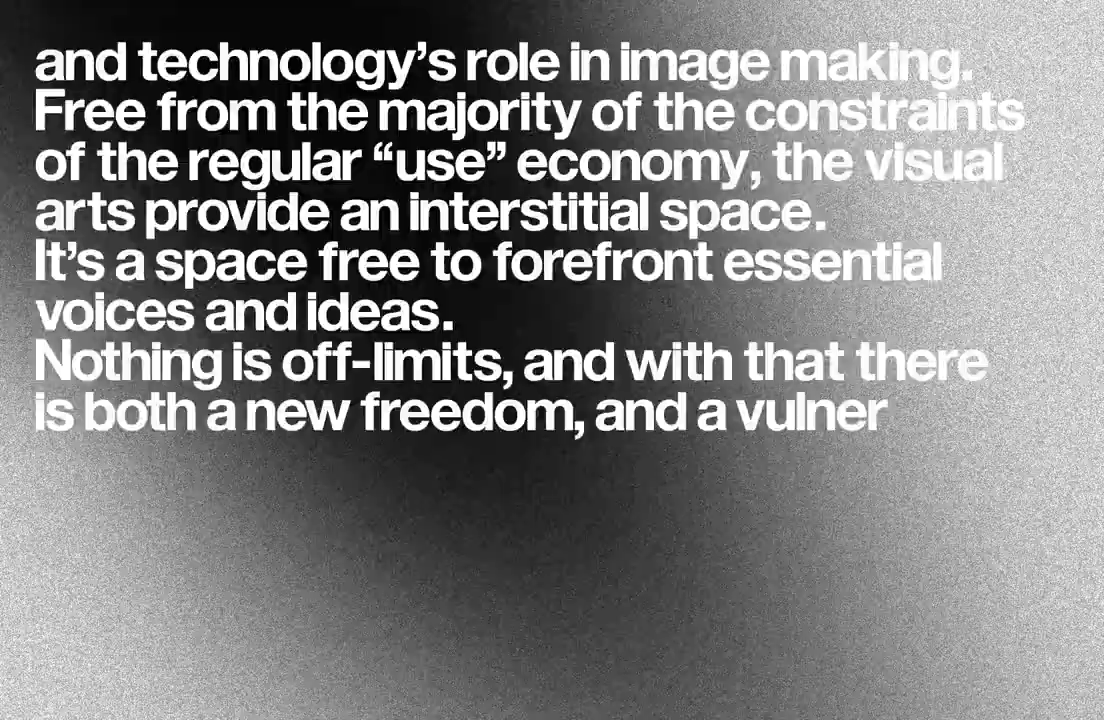 and technology’s role in image making.
Free from the majority of the constraints
of the regular “use” economy, the visual
arts provide an interstitial space.
It’s a space free to forefront essential
voices and ideas.
Nothing is off-limits, and with that there
is both a new freedom, and a vulner